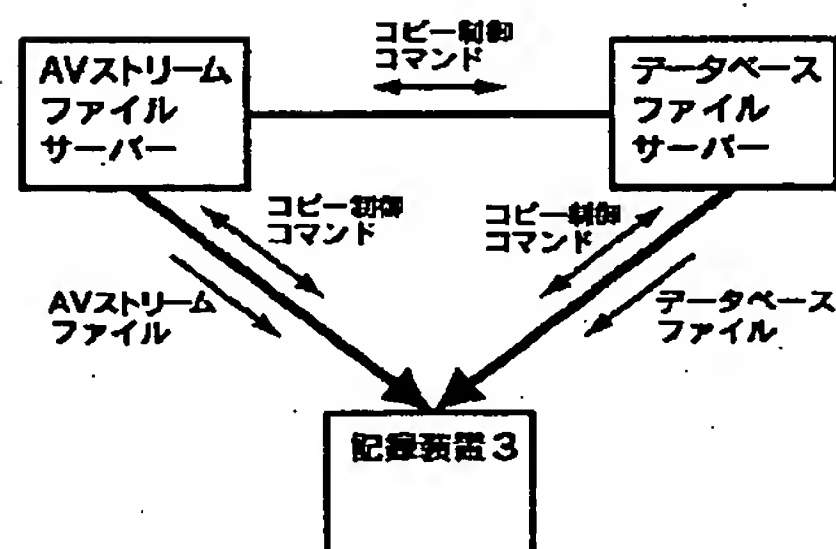 コピー制御
コマンド
AVストリーム
ファイル
サーバー
データベース
ファイル
サーバー
コピー制御
コマンド
コピー制御
コマンド
AVストリーム
ファイル
データベース
ファイル
記録装置3